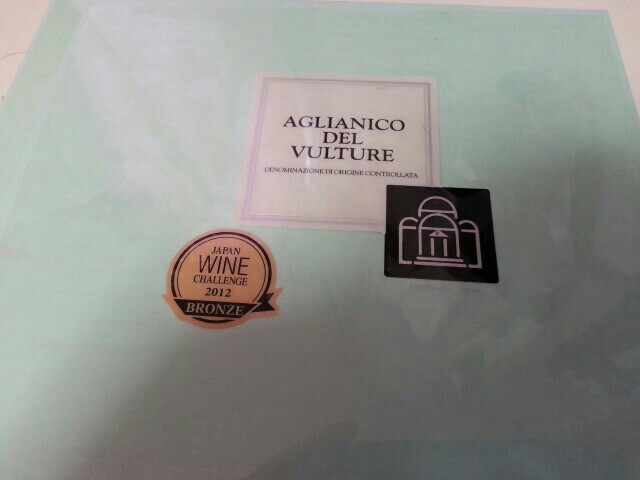 AGLIANICO
DEL
VULTURE
DENOMINAZIONE DI ORIGINE CONTROLLATA
JAPAN
WINE
CHALLENGE
2012
BRONZE